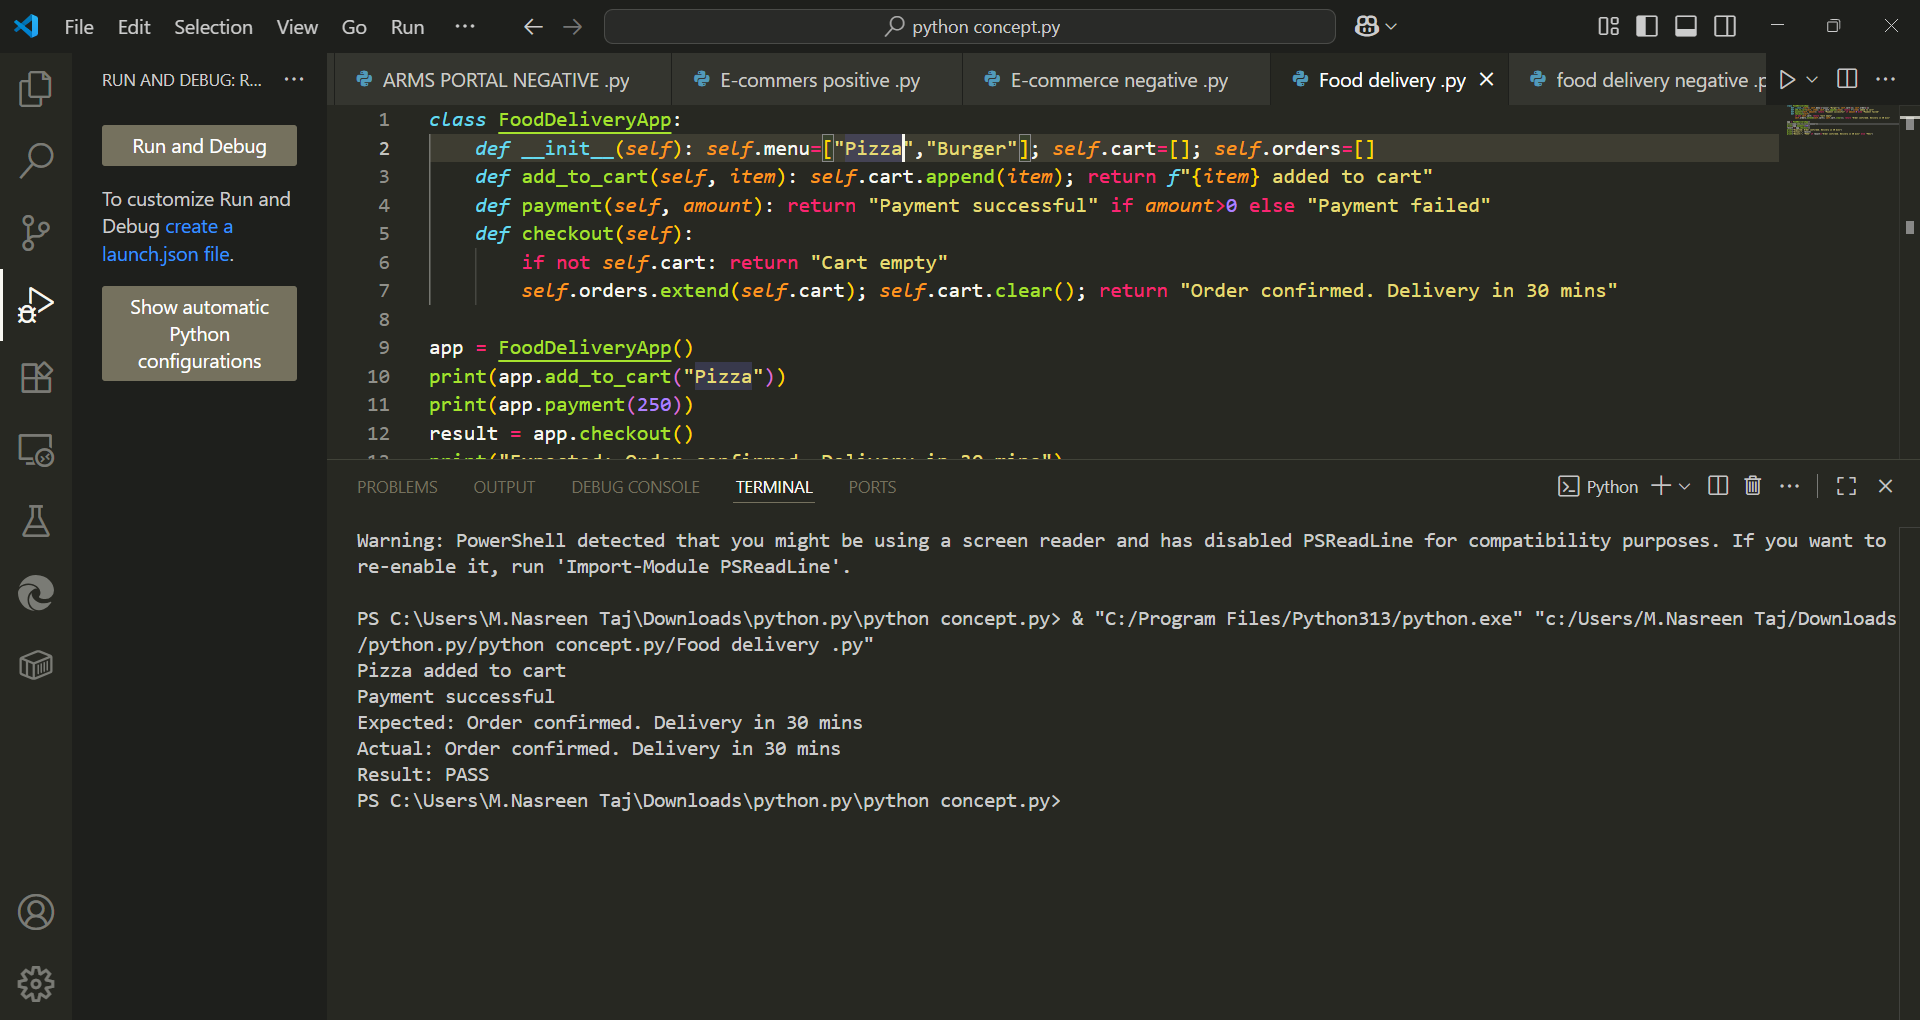 File Edit Selection View Go Run ··· python concept.py
RUN AND DEBUG: R... ···
ARMS PORTAL NEGATIVE .py E-commers positive .py E-commerce negative .py Food delivery .py food delivery negative .p
Run and Debug
To customize Run and
Debug create a
launch.json file.
Show automatic
Python
configurations
1 class FoodDeliveryApp:
2 def __init__(self): self.menu=["Pizza","Burger"]; self.cart=[]; self.orders=[]
3 def add_to_cart(self, item): self.cart.append(item); return f"{item} added to cart"
4 def payment(self, amount): return "Payment successful" if amount>0 else "Payment failed"
5 def checkout(self):
6 if not self.cart: return "Cart empty"
7 self.orders.extend(self.cart); self.cart.clear(); return "Order confirmed. Delivery in 30 mins"
8
9 app = FoodDeliveryApp()
10 print(app.add_to_cart("Pizza"))
11 print(app.payment(250))
12 result = app.checkout()
13 print("Expected: Order confirmed. Delivery in 30 mins")
PROBLEMS OUTPUT DEBUG CONSOLE TERMINAL PORTS Python
Warning: PowerShell detected that you might be using a screen reader and has disabled PSReadLine for compatibility purposes. If you want to
re-enable it, run 'Import-Module PSReadLine'.
PS C:\Users\M.Nasreen Taj\Downloads\python.py\python concept.py> & "C:/Program Files/Python313/python.exe" "c:/Users/M.Nasreen Taj/Downloads
/python.py/python concept.py/Food delivery .py"
Pizza added to cart
Payment successful
Expected: Order confirmed. Delivery in 30 mins
Actual: Order confirmed. Delivery in 30 mins
Result: PASS
PS C:\Users\M.Nasreen Taj\Downloads\python.py\python concept.py>